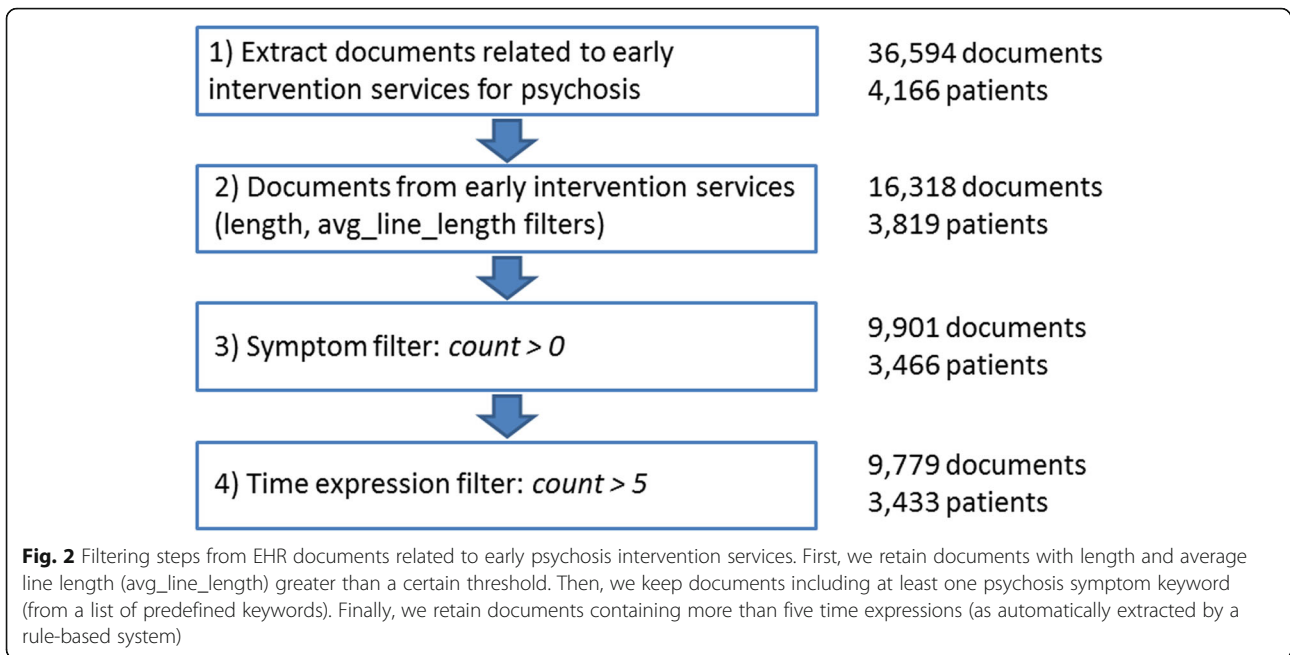 1) Extract documents related to early
intervention services for psychosis
36,594 documents
4,166 patients
2) Documents from early intervention services
(length, avg_line_length filters)
16,318 documents
3,819 patients
3) Symptom filter: count > 0
9,901 documents
3,466 patients
4) Time expression filter: count > 5
9,779 documents
3,433 patients
Fig. 2 Filtering steps from EHR documents related to early psychosis intervention services. First, we retain documents with length and average
line length (avg_line_length) greater than a certain threshold. Then, we keep documents including at least one psychosis symptom keyword
(from a list of predefined keywords). Finally, we retain documents containing more than five time expressions (as automatically extracted by a
rule-based system)